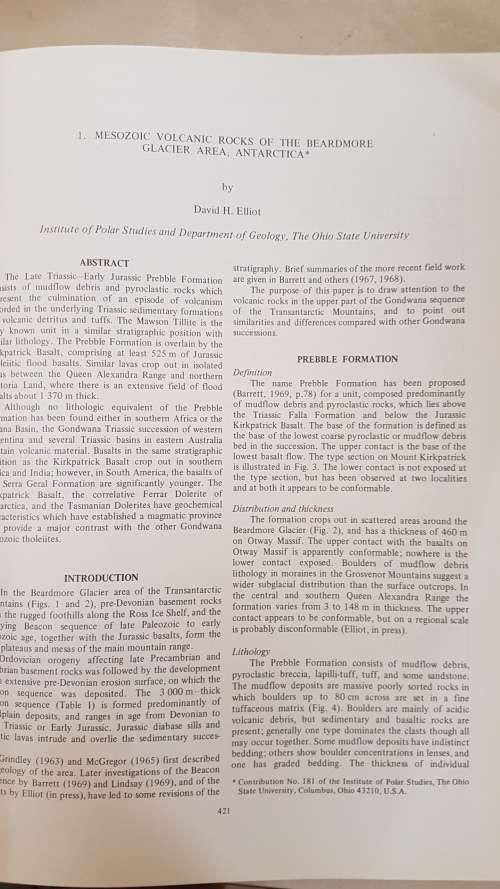 1. MESOZOIC VOLCANIC ROCKS OF THE BEARDMORE
GLACIER AREA, ANTARCTICA*
by
David H. Elliot
Institute of Polar Studies and Department of Geology, The Ohio State University
ABSTRACT
The Late Triassic–Early Jurassic Prebble Formation
nsists of mudflow debris and pyroclastic rocks which
resent the culmination of an episode of volcanism
orded in the underlying Triassic sedimentary formations
volcanic detritus and tuffs. The Mawson Tillite is the
y known unit in a similar stratigraphic position with
ilar lithology. The Prebble Formation is overlain by the
kpatrick Basalt, comprising at least 525 m of Jurassic
leiitic flood basalts. Similar lavas crop out in isolated
as between the Queen Alexandra Range and northern
toria Land, where there is an extensive field of flood
alts about 1 370 m thick.
Although no lithologic equivalent of the Prebble
rmation has been found either in southern Africa or the
ana Basin, the Gondwana Triassic succession of western
entina and several Triassic basins in eastern Australia
tain volcanic material. Basalts in the same stratigraphic
ition as the Kirkpatrick Basalt crop out in southern
ica and India; however, in South America, the basalts of
Serra Geral Formation are significantly younger. The
kpatrick Basalt, the correlative Ferrar Dolerite of
arctica, and the Tasmanian Dolerites have geochemical
racteristics which have established a magmatic province
provide a major contrast with the other Gondwana
ozoic tholeiites.
INTRODUCTION
In the Beardmore Glacier area of the Transantarctic
ntains (Figs. 1 and 2), pre-Devonian basement rocks
the rugged foothills along the Ross Ice Shelf, and the
ying Beacon sequence of late Paleozoic to early
ozoic age, together with the Jurassic basalts, form the
plateaus and mesas of the main mountain range.
Ordovician orogeny affecting late Precambrian and
brian basement rocks was followed by the development
extensive pre-Devonian erosion surface, on which the
on sequence was deposited. The 3 000 m–thick
on sequence (Table I) is formed predominantly of
lplain deposits, and ranges in age from Devonian to
Triassic or Early Jurassic. Jurassic diabase sills and
tic lavas intrude and overlie the sedimentary succes-
Grindley (1963) and McGregor (1965) first described
geology of the area. Later investigations of the Beacon
ence by Barrett (1969) and Lindsay (1969), and of the
ts by Elliot (in press), have led to some revisions of the
stratigraphy. Brief summaries of the more recent field work
are given in Barrett and others (1967, 1968).
The purpose of this paper is to draw attention to the
volcanic rocks in the upper part of the Gondwana sequence
of the Transantarctic Mountains, and to point out
similarities and differences compared with other Gondwana
successions.
PREBBLE FORMATION
Definition
The name Prebble Formation has been proposed
(Barrett, 1969, p.78) for a unit, composed predominantly
of mudflow debris and pyroclastic rocks, which lies above
the Triassic Falla Formation and below the Jurassic
Kirkpatrick Basalt. The base of the formation is defined as
the base of the lowest coarse pyroclastic or mudflow debris
bed in the succession. The upper contact is the base of the
lowest basalt flow. The type section on Mount Kirkpatrick
is illustrated in Fig. 3. The lower contact is not exposed at
the type section, but has been observed at two localities
and at both it appears to be conformable.
Distribution and thickness
The formation crops out in scattered areas around the
Beardmore Glacier (Fig. 2), and has a thickness of 460 m
on Otway Massif. The upper contact with the basalts on
Otway Massif is apparently conformable; nowhere is the
lower contact exposed. Boulders of mudflow debris
lithology in moraines in the Grosvenor Mountains suggest a
wider subglacial distribution than the surface outcrops. In
the central and southern Queen Alexandra Range the
formation varies from 3 to 148 m in thickness. The upper
contact appears to be conformable, but on a regional scale
is probably disconformable (Elliot, in press).
Lithology
The Prebble Formation consists of mudflow debris,
pyroclastic breccia, lapilli-tuff, tuff, and some sandstone.
The mudflow deposits are massive poorly sorted rocks in
which boulders up to 80 cm across are set in a fine
tuffaceous matrix (Fig. 4). Boulders are mainly of acidic
volcanic debris, but sedimentary and basaltic rocks are
present; generally one type dominates the clasts though all
may occur together. Some mudflow deposits have indistinct
bedding; others show boulder concentrations in lenses, and
one has graded bedding. The thickness of individual
* Contribution No. 181 of the Institute of Polar Studies, The Ohio
State University, Columbus, Ohio 43210, U.S.A.
421